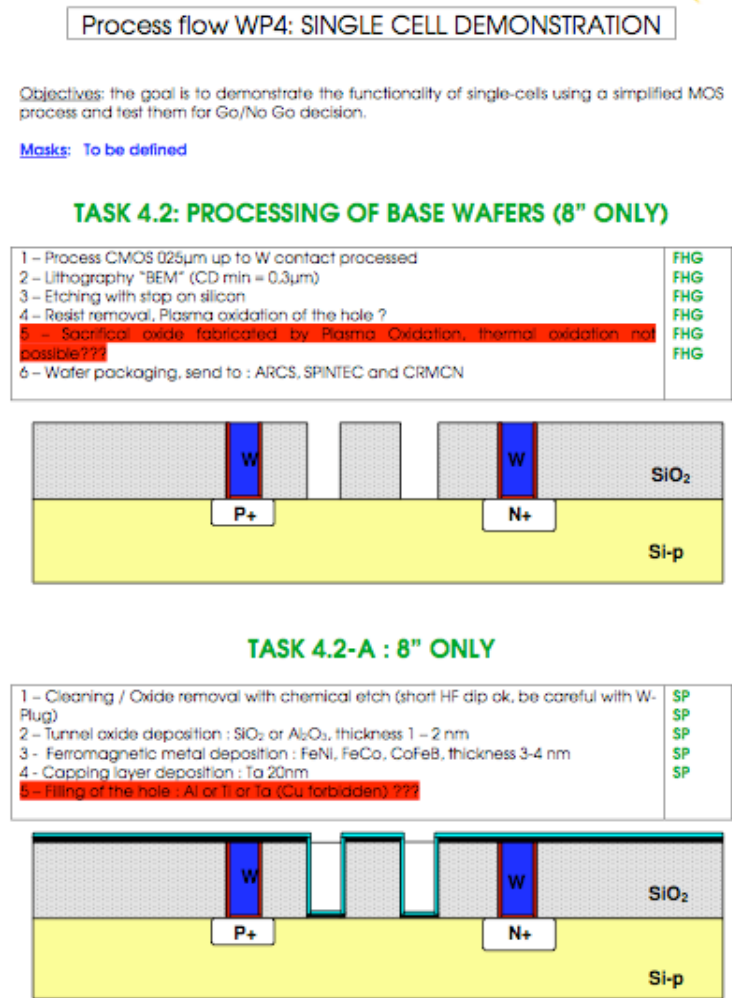 Process flow WP4: SINGLE CELL DEMONSTRATION
Objectives: the goal is to demonstrate the functionality of single-cells using a simplified MOS
process and test them for Go/No Go decision.
Masks: To be defined
TASK 4.2: PROCESSING OF BASE WAFERS (8” ONLY)
1 – Process CMOS 025µm up to W contact processed FHG
2 – Lithography “BEM” (CD min = 0,3µm) FHG
3 – Etching with stop on silicon FHG
4 – Resist removal, Plasma oxidation of the hole ? FHG
5 – Sacrifical oxide fabricated by Plasma Oxidation, thermal oxidation not FHG
possible??? FHG
6 – Wafer packaging, send to : ARCS, SPINTEC and CRMCN
W W
SiO₂
P+ N+
Si-p
TASK 4.2-A : 8” ONLY
1 – Cleaning / Oxide removal with chemical etch (short HF dip ok, be careful with W- SP
Plug) SP
2 – Tunnel oxide deposition : SiO₂ or Al₂O₃, thickness 1 – 2 nm SP
3 - Ferromagnetic metal deposition : FeNi, FeCo, CoFeB, thickness 3-4 nm SP
4 - Capping layer deposition : Ta 20nm SP
5 – Filling of the hole : Al or Ti or Ta (Cu forbidden) ???
W W
SiO₂
P+ N+
Si-p